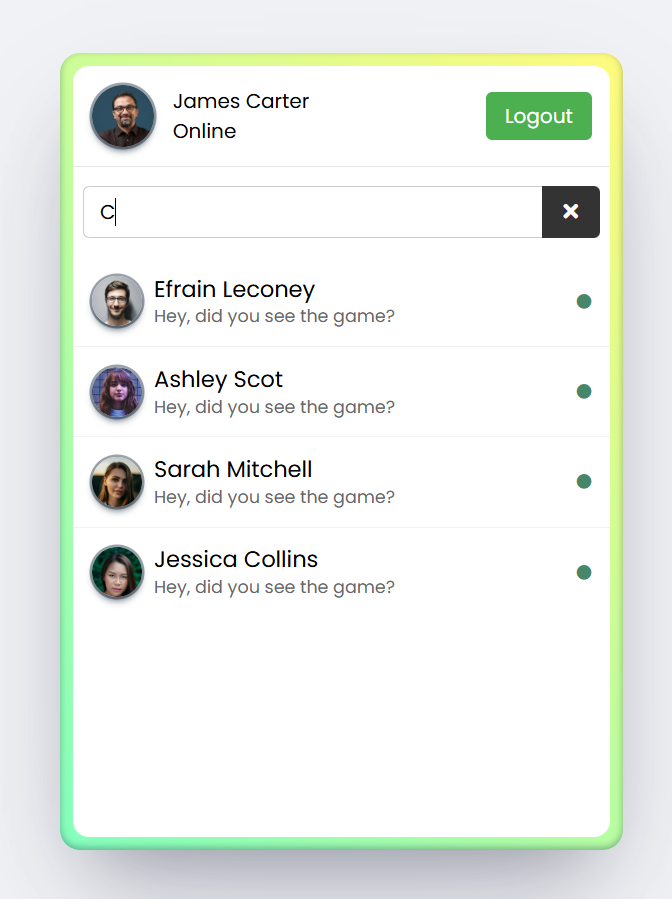 James Carter
Online
Logout
C
Efrain Leconey
Hey, did you see the game?
Ashley Scot
Hey, did you see the game?
Sarah Mitchell
Hey, did you see the game?
Jessica Collins
Hey, did you see the game?